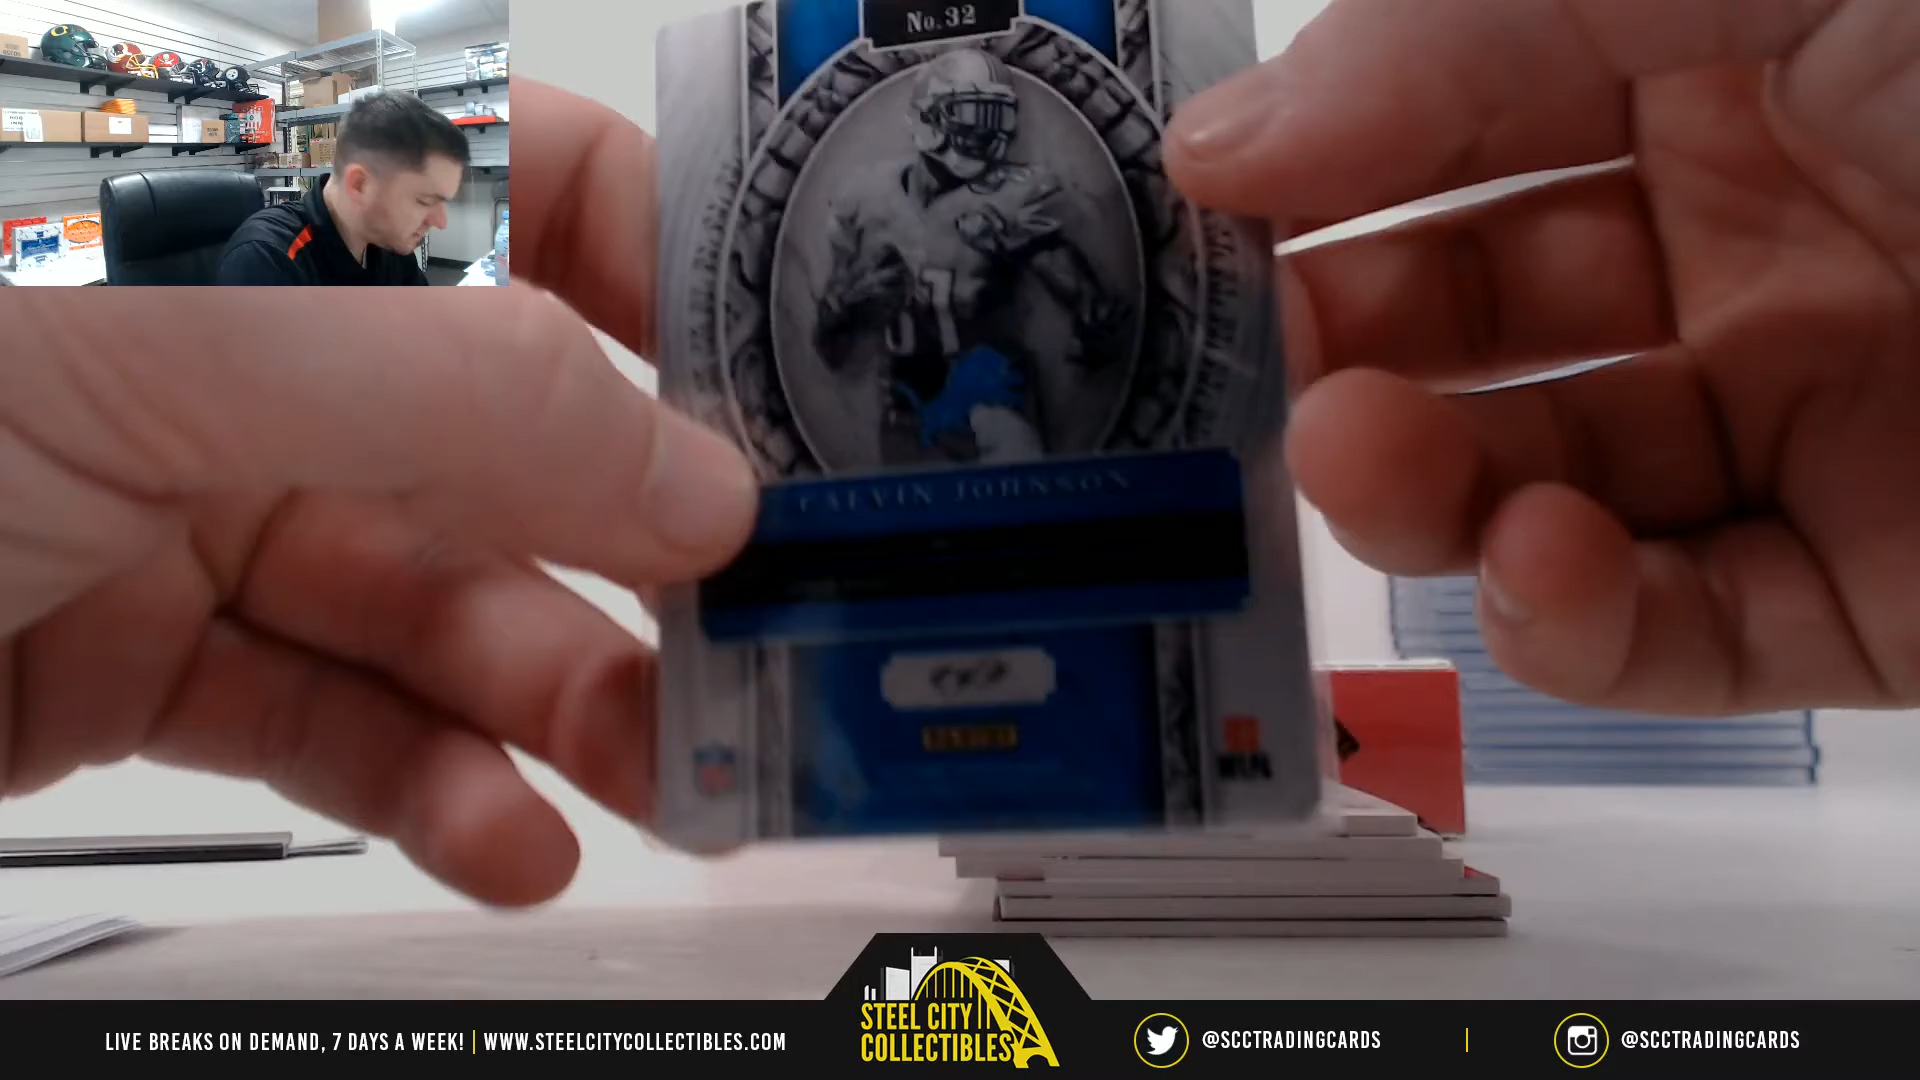 No. 32
CALVIN JOHNSON
STEEL CITY
COLLECTIBLES
LIVE BREAKS ON DEMAND, 7 DAYS A WEEK! | WWW.STEELCITYCOLLECTIBLES.COM
@SCCTRADINGCARDS
@SCCTRADINGCARDS